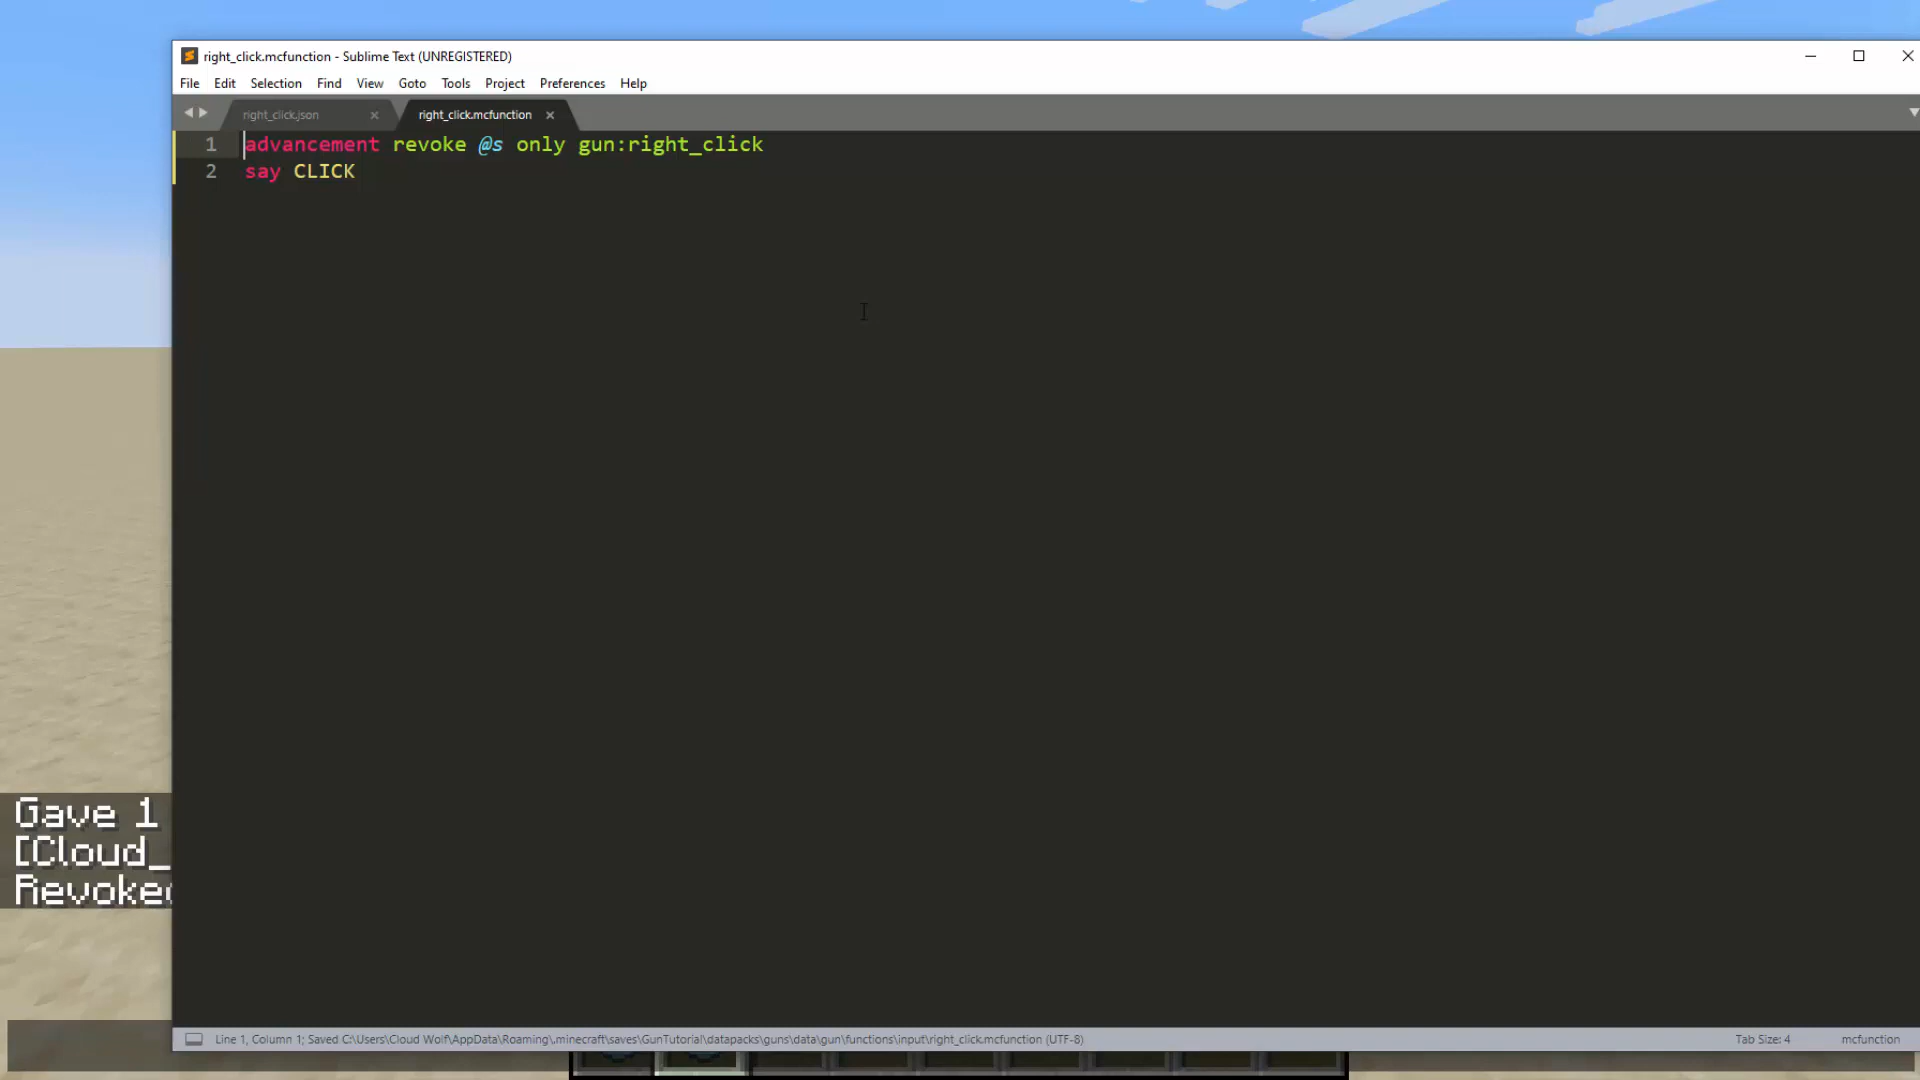 right_click.mcfunction - Sublime Text (UNREGISTERED)
File Edit Selection Find View Goto Tools Project Preferences Help
right_click.json right_click.mcfunction
1 advancement revoke @s only gun:right_click
2 say CLICK
Gave 1
[Cloud_
Revoked
Line 1, Column 1; Saved C:\Users\Cloud Wolf\AppData\Roaming\.minecraft\saves\GunTutorial\datapacks\guns\data\gun\functions\input\right_click.mcfunction (UTF-8) Tab Size: 4 mcfunction